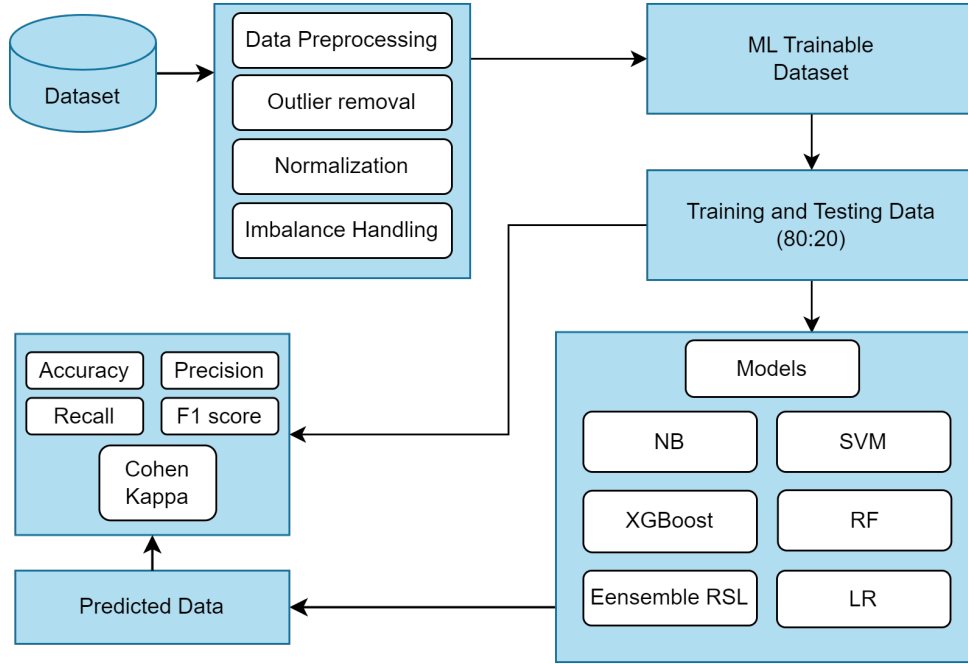 Dataset
Data Preprocessing
Outlier removal
Normalization
Imbalance Handling
ML Trainable
Dataset
Training and Testing Data
(80:20)
Models
NB
SVM
XGBoost
RF
Eensemble RSL
LR
Accuracy
Precision
Recall
F1 score
Cohen
Kappa
Predicted Data